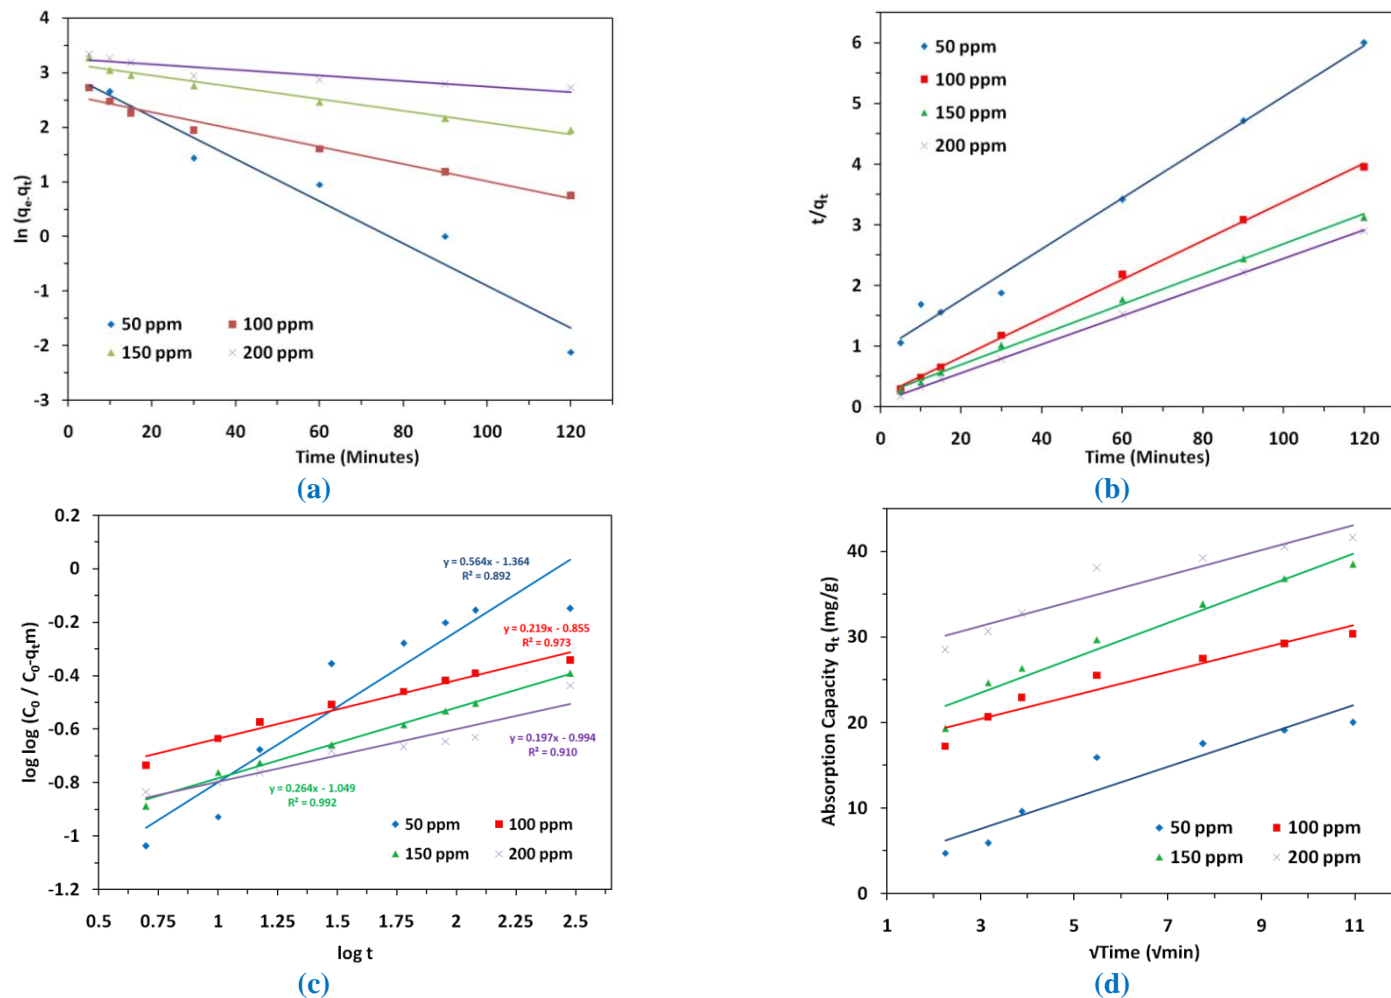 4
3
2
1
0
-1
-2
-3
ln (qe-qt)
50 ppm
100 ppm
150 ppm
200 ppm
0
20
40
60
80
100
120
Time (Minutes)
(a)
6
5
4
3
2
1
0
t/qt
50 ppm
100 ppm
150 ppm
200 ppm
0
20
40
60
80
100
120
Time (Minutes)
(b)
0.2
0
-0.2
-0.4
-0.6
-0.8
-1
-1.2
log log (C0 / C0-qtm)
y = 0.564x - 1.364
R² = 0.892
y = 0.219x - 0.855
R² = 0.973
y = 0.197x - 0.994
R² = 0.910
y = 0.264x - 1.049
R² = 0.992
50 ppm
100 ppm
150 ppm
200 ppm
0.5
0.75
1
1.25
1.5
1.75
2
2.25
2.5
log t
(c)
40
30
20
10
0
Absorption Capacity qt (mg/g)
50 ppm
100 ppm
150 ppm
200 ppm
1
3
5
7
9
11
√Time (√min)
(d)